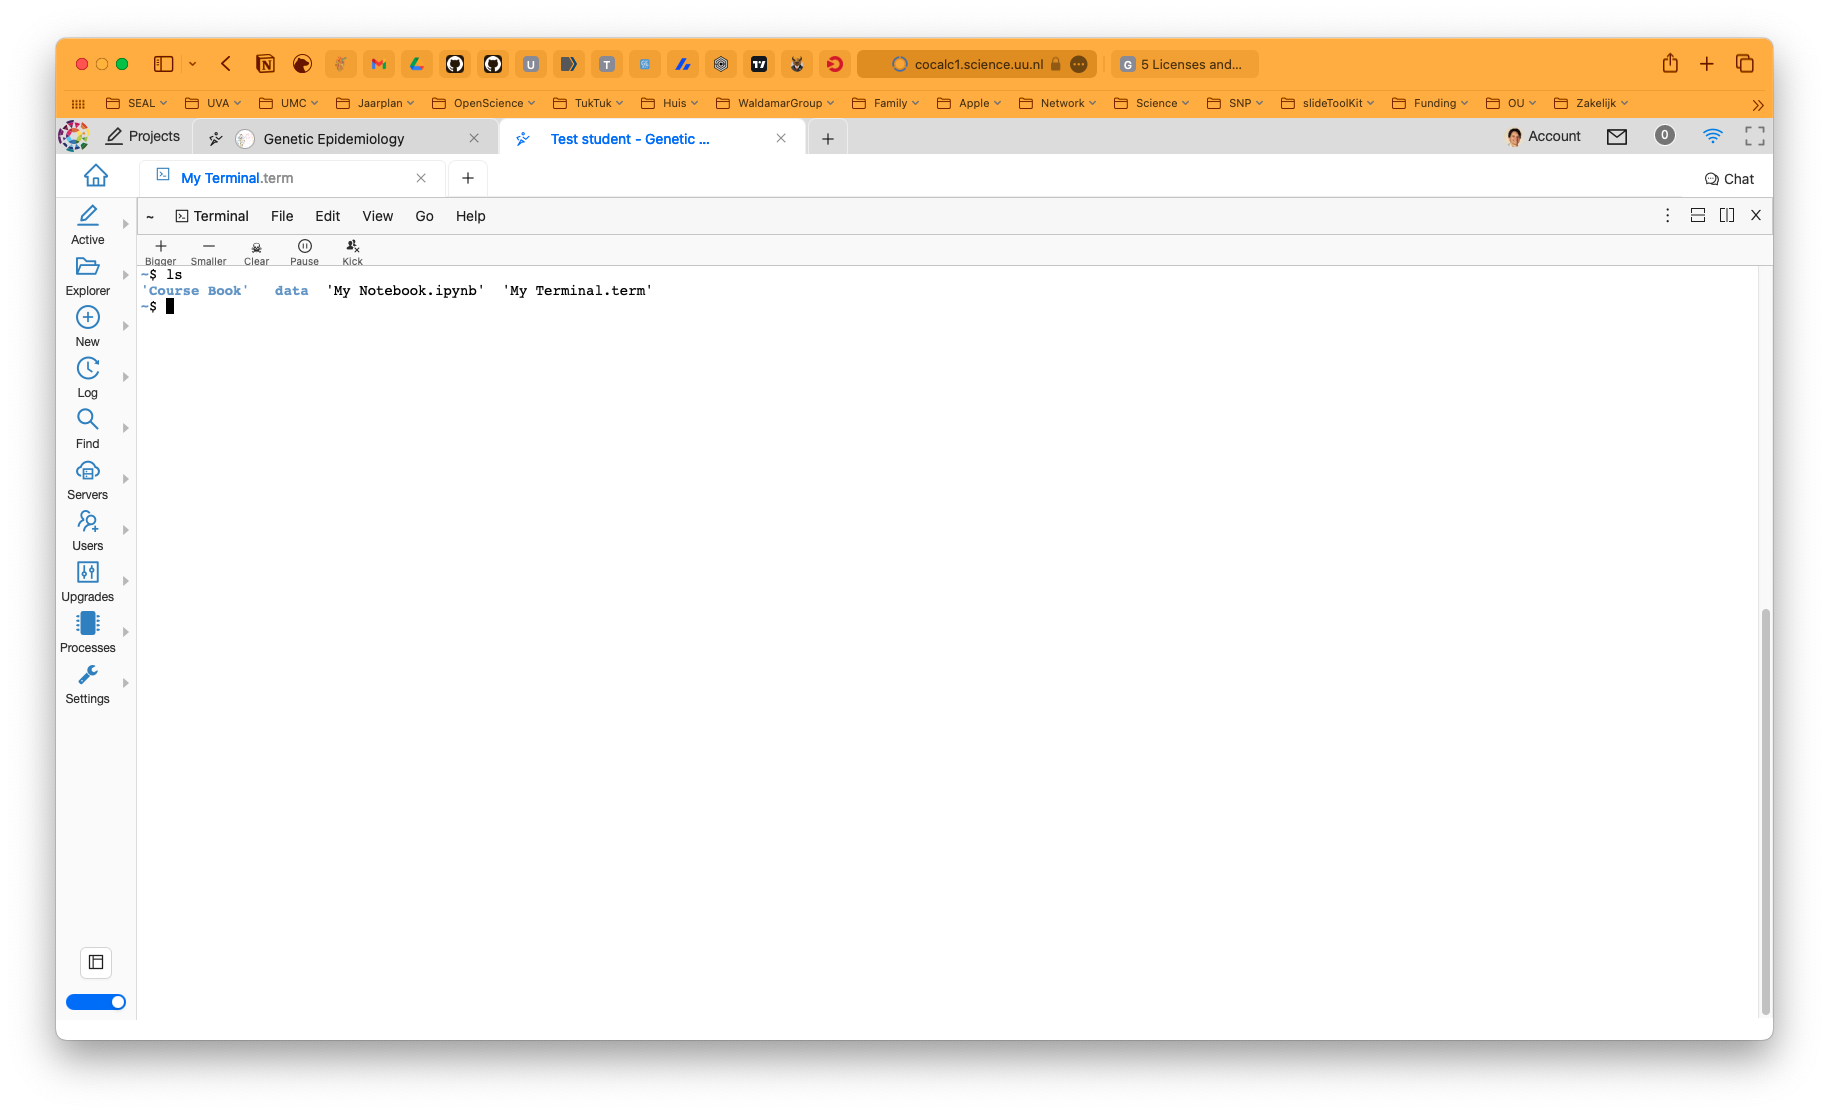 cocalc1.science.uu.nl
G 5 Licenses and...
SEAL UVA UMC Jaarplan OpenScience TukTuk Huis WaldamarGroup Family Apple Network Science SNP slideToolKit Funding OU Zakelijk
Projects Genetic Epidemiology Test student - Genetic ... Account 0
My Terminal.term Chat
~ Terminal File Edit View Go Help
Bigger Smaller Clear Pause Kick
~$ ls
'Course Book' data 'My Notebook.ipynb' 'My Terminal.term'
~$
Active
Explorer
New
Log
Find
Servers
Users
Upgrades
Processes
Settings